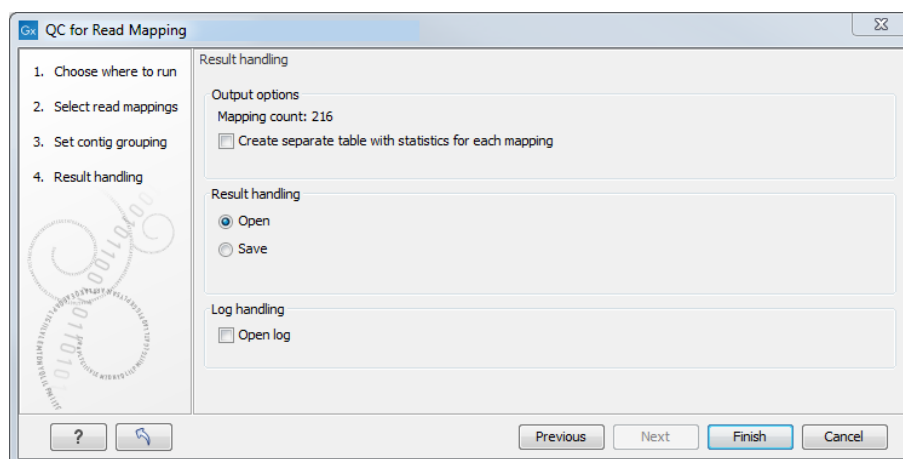 Gx QC for Read Mapping
1. Choose where to run
2. Select read mappings
3. Set contig grouping
4. Result handling
Result handling
Output options
Mapping count: 216
Create separate table with statistics for each mapping
Result handling
Open
Save
Log handling
Open log
?
Previous
Next
Finish
Cancel